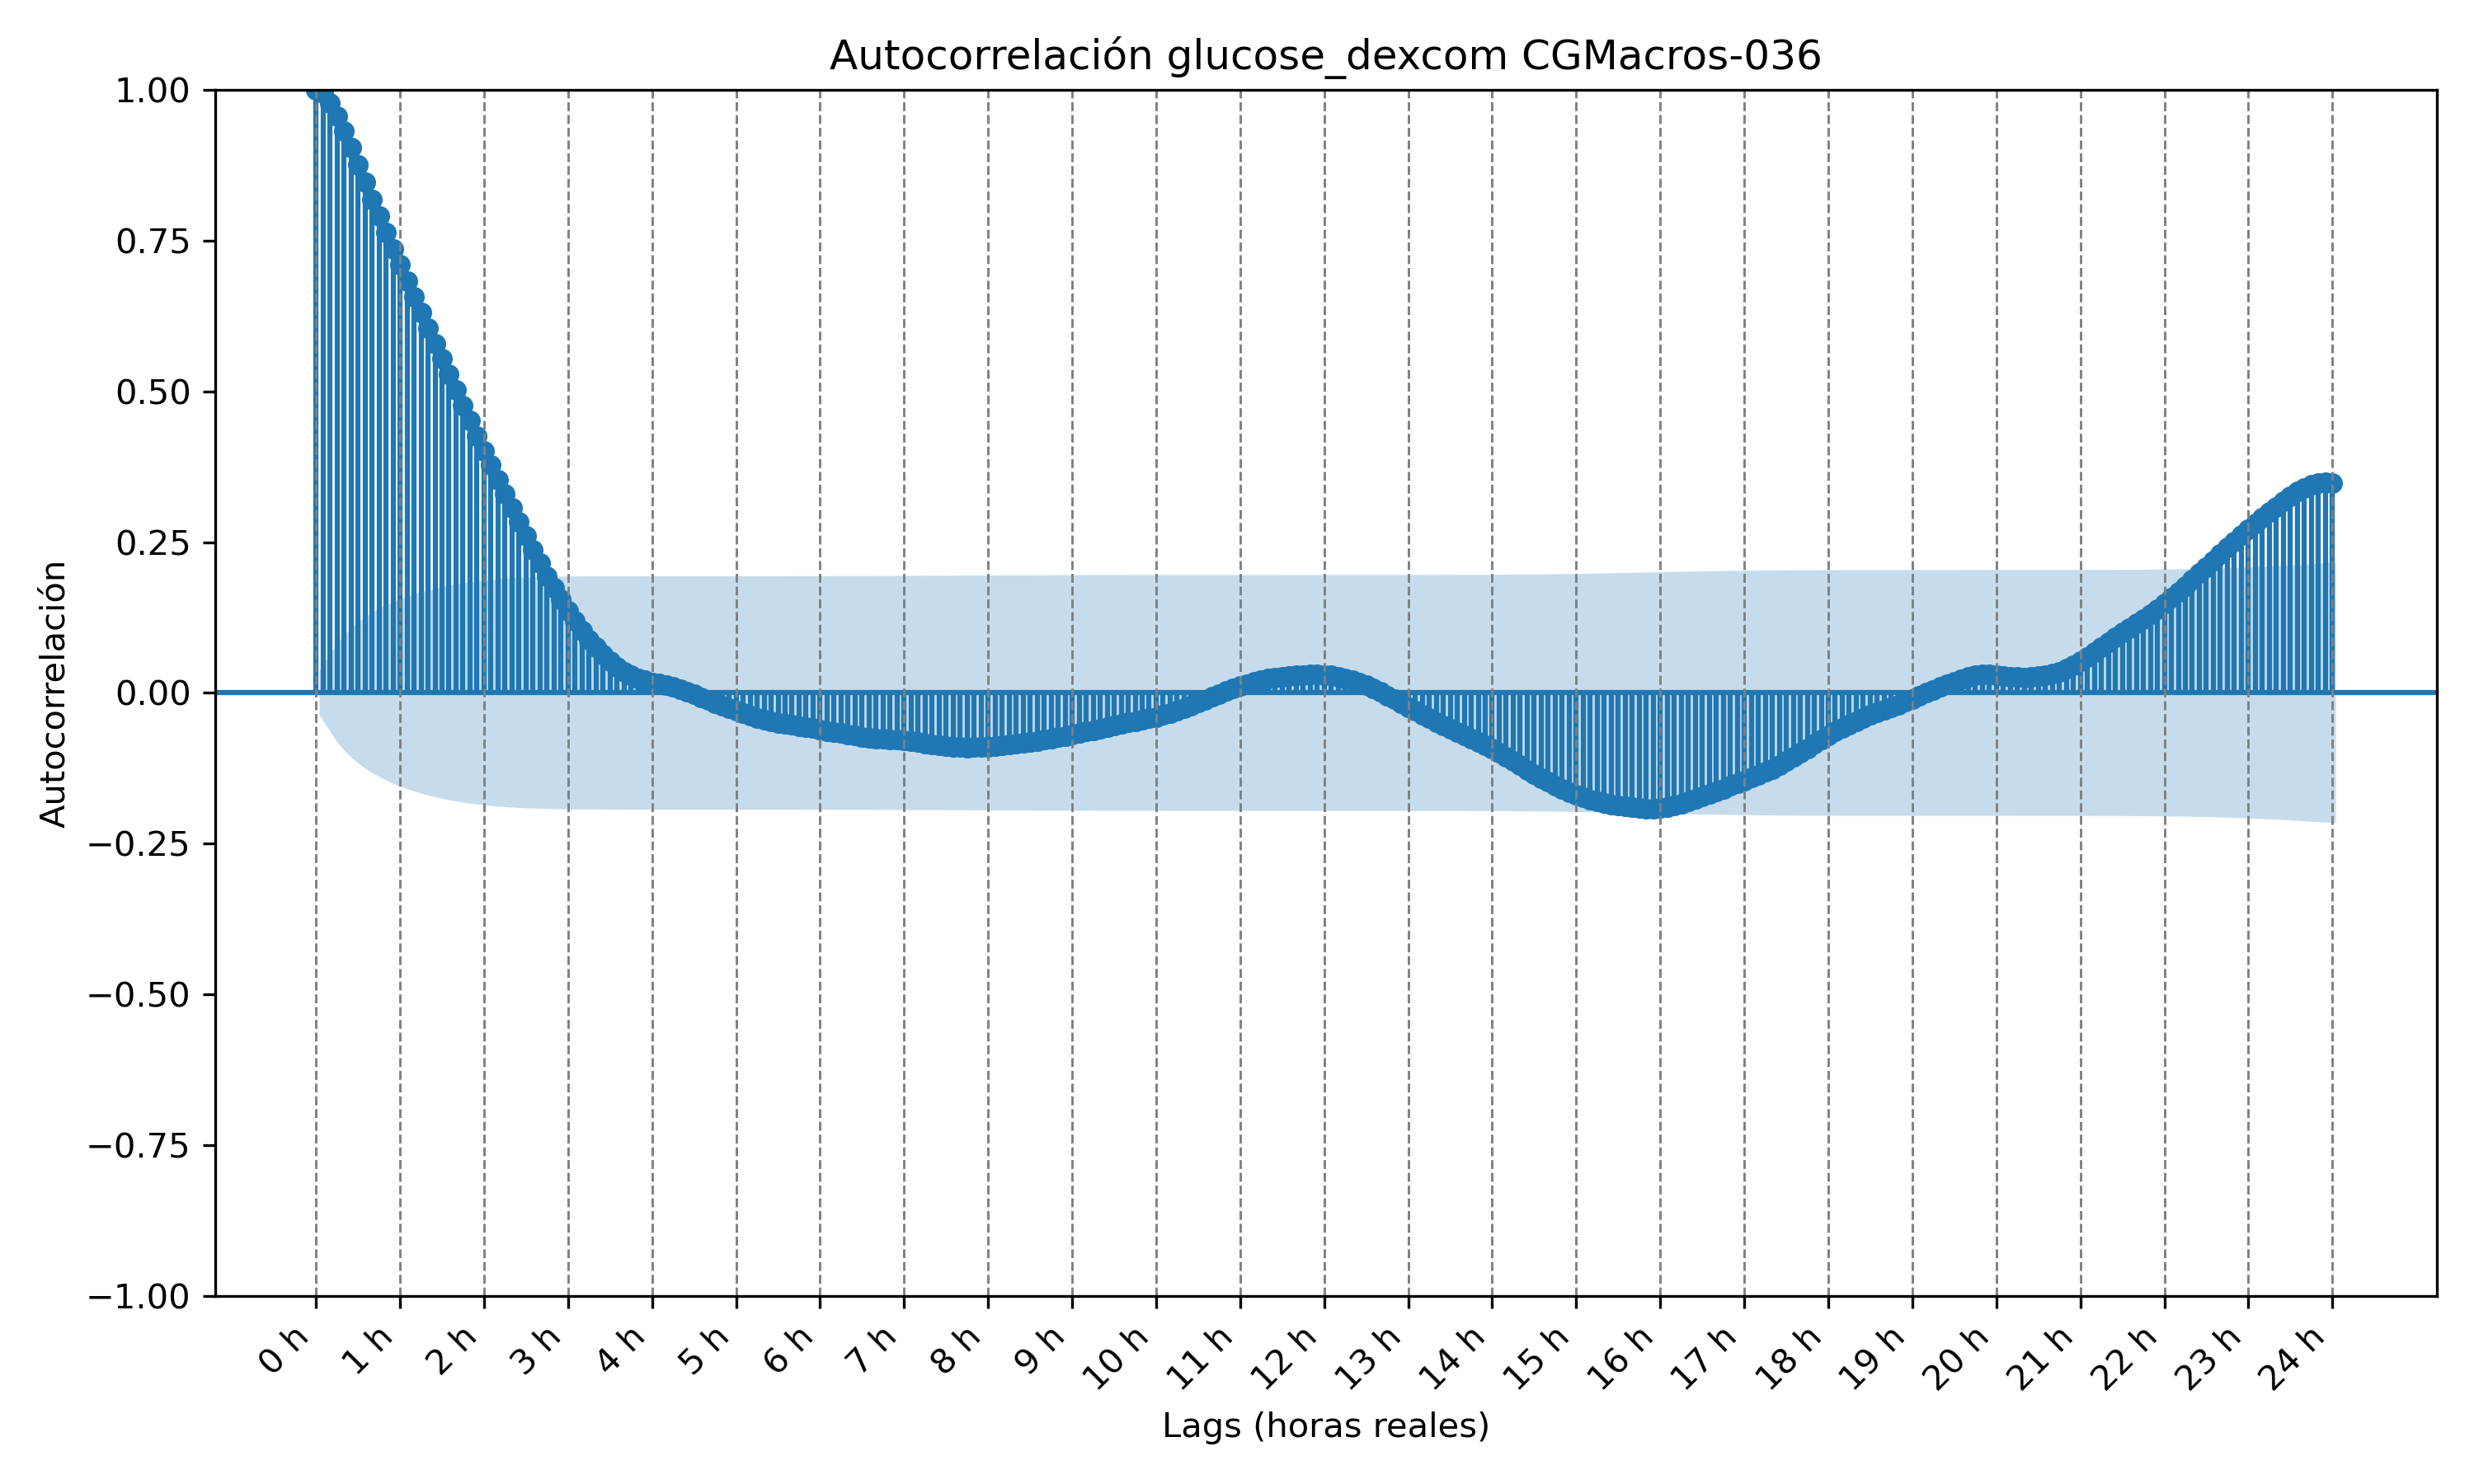 Autocorrelación glucose_dexcom CGMacros-036
1.00
0.75
0.50
0.25
0.00
−0.25
−0.50
−0.75
−1.00
Autocorrelación
0 h
1 h
2 h
3 h
4 h
5 h
6 h
7 h
8 h
9 h
10 h
11 h
12 h
13 h
14 h
15 h
16 h
17 h
18 h
19 h
20 h
21 h
22 h
23 h
24 h
Lags (horas reales)